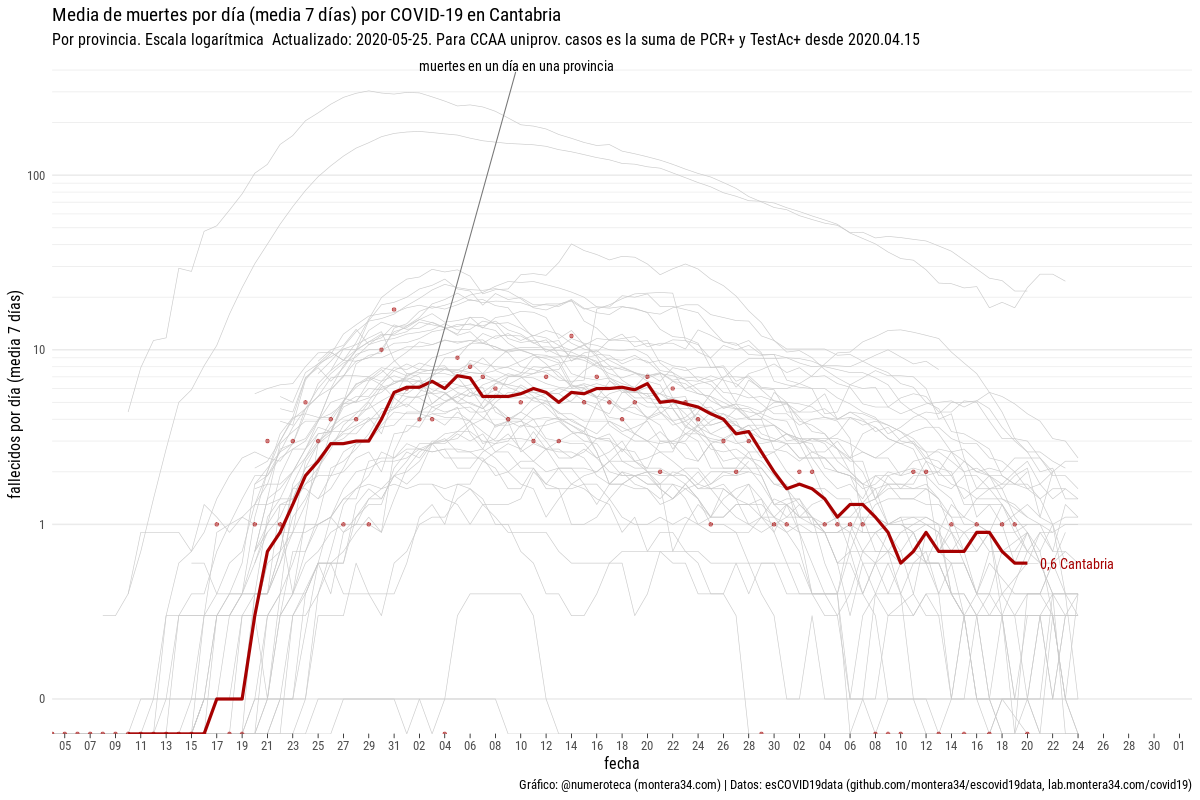 Media de muertes por día (media 7 días) por COVID-19 en Cantabria
Por provincia. Escala logarítmica  Actualizado: 2020-05-25. Para CCAA uniprov. casos es la suma de PCR+ y TestAc+ desde 2020.04.15
muertes en un día en una provincia
fallecidos por día (media  7 días)
100
10
1
0
0,6 Cantabria
05 07 09 11 13 15 17 19 21 23 25 27 29 31 02 04 06 08 10 12 14 16 18 20 22 24 26 28 30 02 04 06 08 10 12 14 16 18 20 22 24 26 28 30 01
fecha
Gráfico: @numeroteca (montera34.com) | Datos: esCOVID19data (github.com/montera34/escovid19data, lab.montera34.com/covid19)